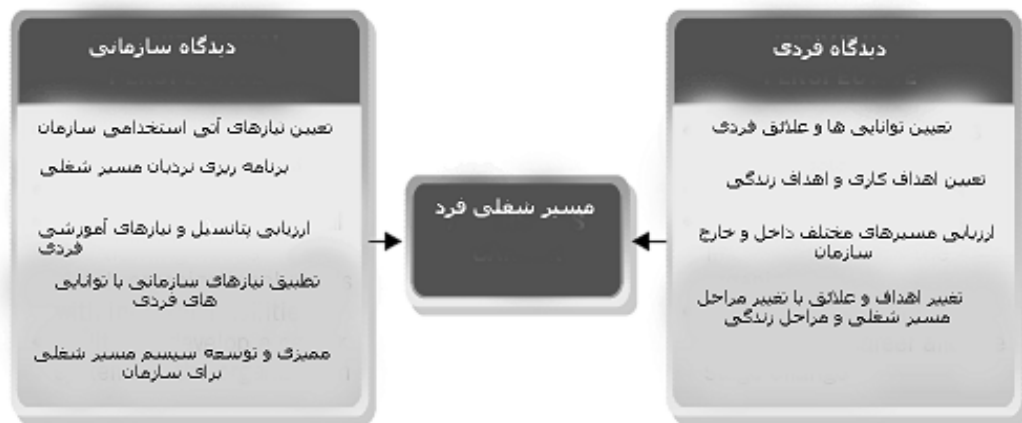 دیدگاه فردی
تعیین توانایی ها و علائق فردی
تعیین اهداف کاری و اهداف زندگی
ارزیابی مسیرهای مختلف داخل و خارج
سازمان
تغییر اهداف و علائق با تغییر مراحل
مسیر شغلی و مراحل زندگی
مسیر شغلی فرد
دیدگاه سازمانی
تعیین نیازهای آتی استخدامی سازمان
برنامه ریزی نردبان مسیر شغلی
ارزیابی پتانسیل و نیازهای آموزشی
فردی
تطبیق نیازهای سازمانی با توانایی
های فردی
ممیزی و توسعه سیسم مسیر شغلی
برای سازمان